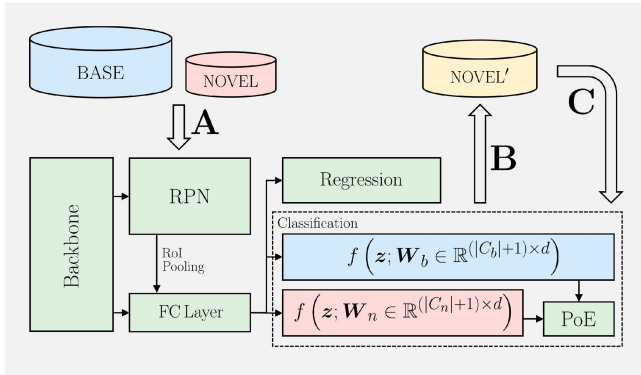 BASE
NOVEL
NOVEL′
A
B
C
Backbone
RPN
Regression
RoI
Pooling
FC Layer
Classification
f(z; W_b ∈ ℝ^{(|C_b|+1)×d})
f(z; W_n ∈ ℝ^{(|C_n|+1)×d})
PoE